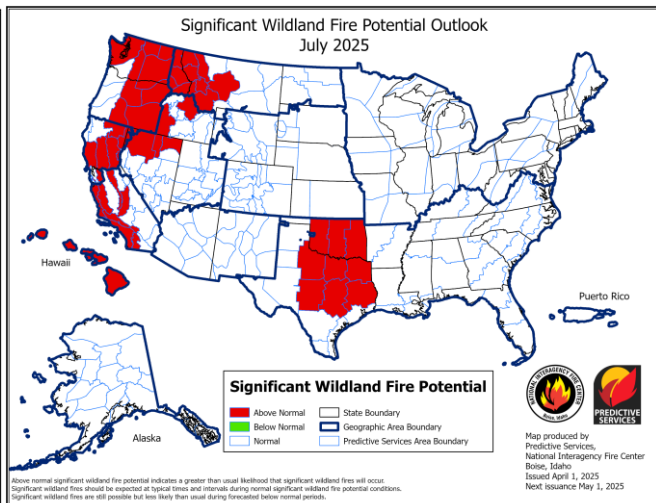 Significant Wildland Fire Potential Outlook
July 2025
Hawaii
Puerto Rico
Alaska
Significant Wildland Fire Potential
Above Normal
Below Normal
Normal
State Boundary
Geographic Area Boundary
Predictive Services Area Boundary
NATIONAL INTERAGENCY FIRE CENTER
Boise, Idaho
PREDICTIVE
SERVICES
Map produced by
Predictive Services,
National Interagency Fire Center
Boise, Idaho
Issued April 1, 2025
Next issuance May 1, 2025
Above normal significant wildland fire potential indicates a greater than usual likelihood that significant wildland fires will occur.
Significant wildland fires should be expected at typical times and intervals during normal significant wildland fire potential conditions.
Significant wildland fires are still possible but less likely than usual during forecasted below normal periods.